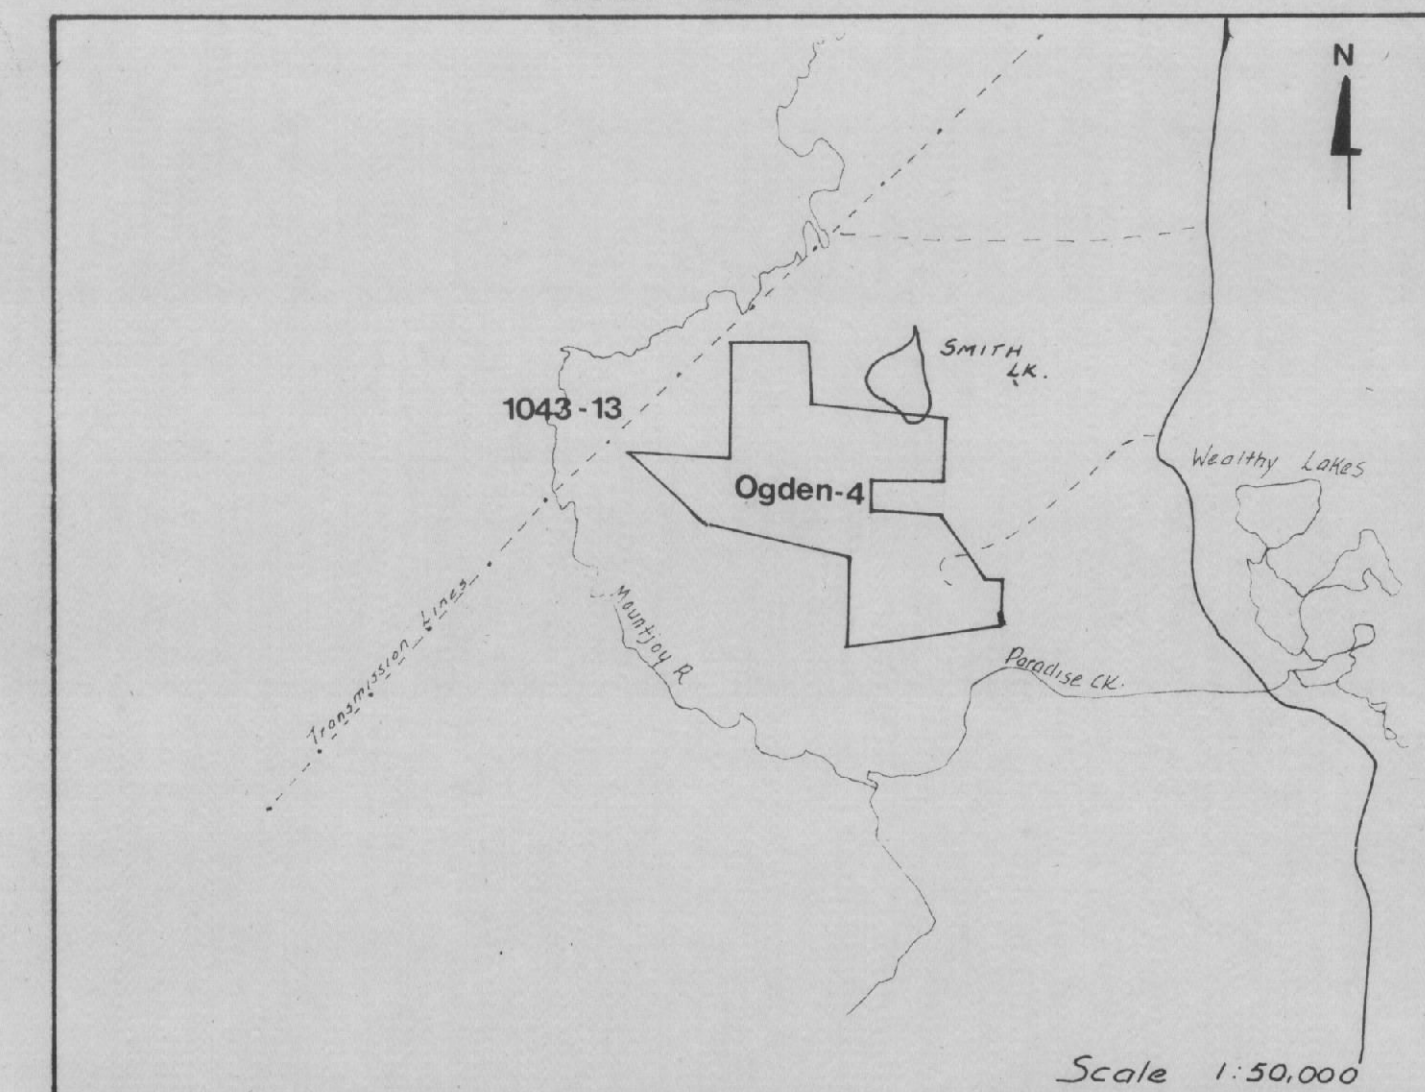 N
SMITH
LK.
1043-13
Wealthy Lakes
Ogden-4
Transmission Lines
Mountjoy R
Paradise CK.
Scale 1:50,000